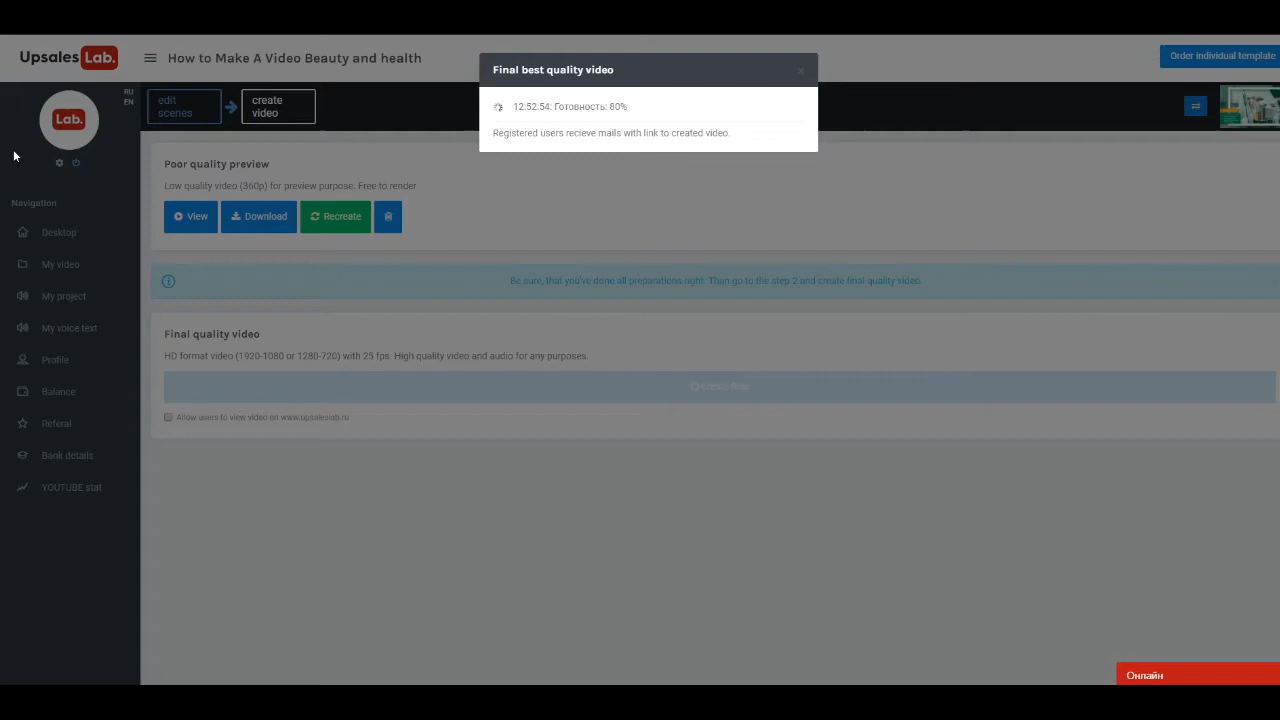 Upsales Lab.
How to Make A Video Beauty and health
Order individual template
Final best quality video
12:52:54: Готовность: 80%
Registered users recieve mails with link to created video.
RU
EN
Lab.
edit
scenes
create
video
Navigation
Desktop
My video
My project
My voice text
Profile
Balance
Referal
Bank details
YOUTUBE stat
Poor quality preview
Low quality video (360p) for preview purpose. Free to render
View
Download
Recreate
Be sure, that you've done all preparations right. Then go to the step 2 and create final quality video.
Final quality video
HD format video (1920-1080 or 1280-720) with 25 fps. High quality video and audio for any purposes.
Create Now
Allow users to view video on www.upsaleslab.ru
Онлайн